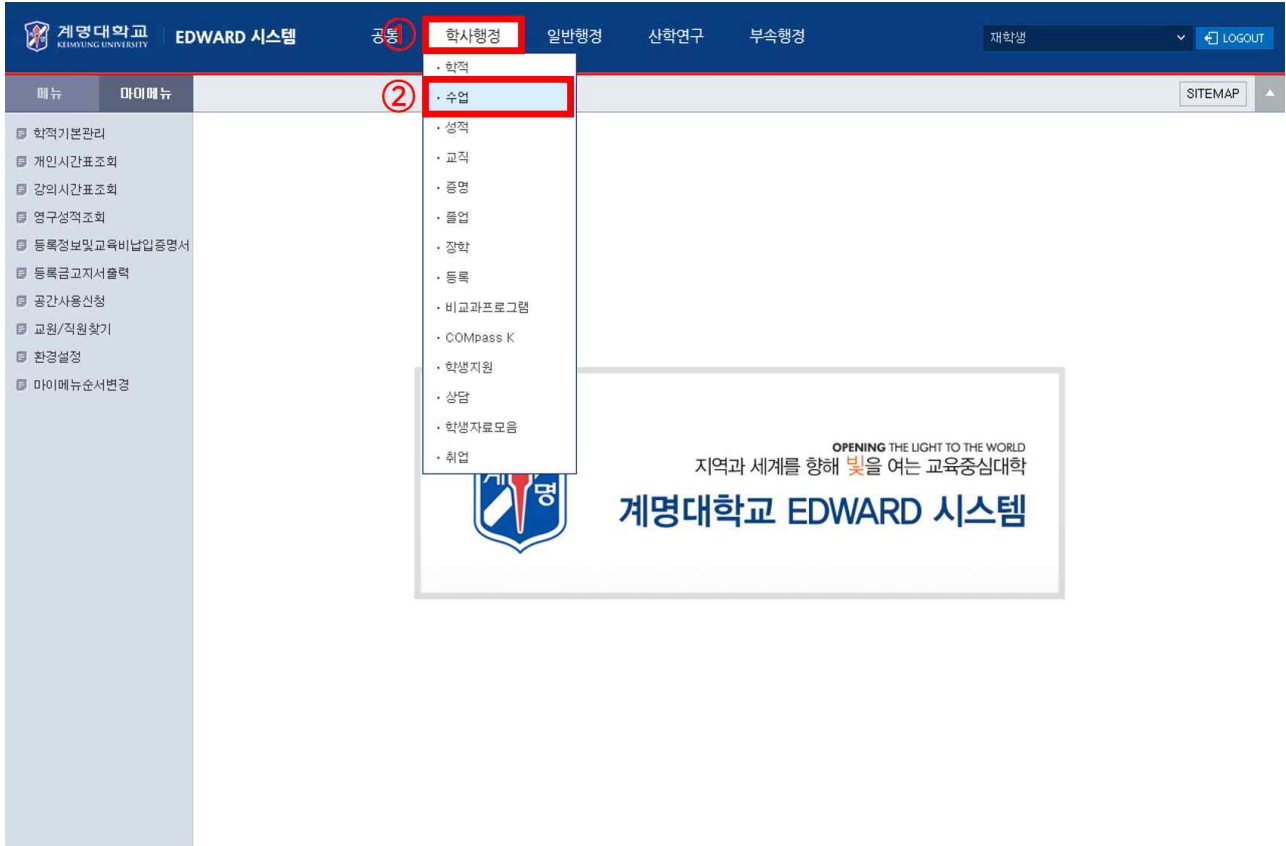 계명대학교
KEIMYUNG UNIVERSITY
EDWARD 시스템
공통
①
학사행정
일반행정
산학연구
부속행정
재학생
LOGOUT
메뉴
마이메뉴
SITEMAP
· 학적
②
· 수업
· 성적
· 교직
· 증명
· 졸업
· 장학
· 등록
· 비교과프로그램
· COMpass K
· 학생지원
· 상담
· 학생자료모음
· 취업
학적기본관리
개인시간표조회
강의시간표조회
영구성적조회
등록정보및교육비납입증명서
등록금고지서출력
공간사용신청
교원/직원찾기
환경설정
마이메뉴순서변경
계 명
OPENING THE LIGHT TO THE WORLD
지역과 세계를 향해 빛을 여는 교육중심대학
계명대학교 EDWARD 시스템